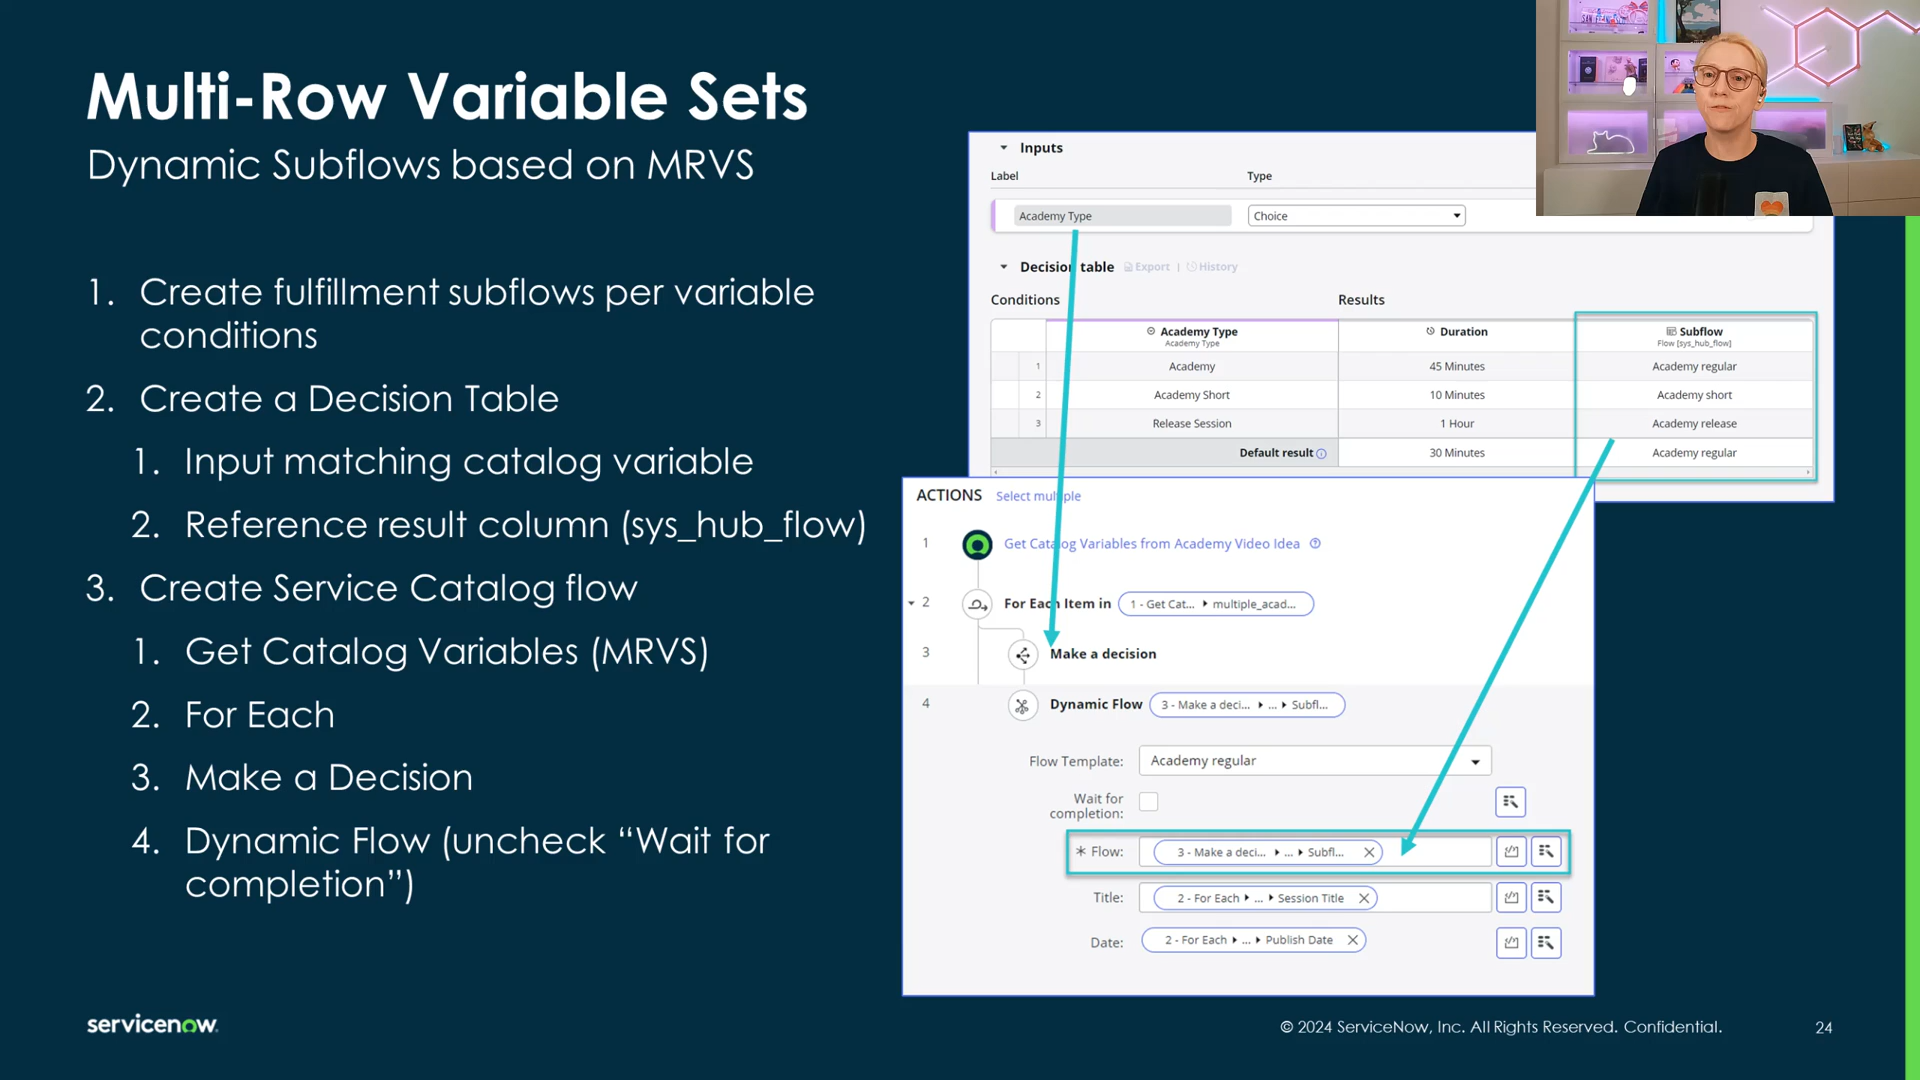 Multi-Row Variable Sets
Dynamic Subflows based on MRVS
1. Create fulfillment subflows per variable
conditions
2. Create a Decision Table
1. Input matching catalog variable
2. Reference result column (sys_hub_flow)
3. Create Service Catalog flow
1. Get Catalog Variables (MRVS)
2. For Each
3. Make a Decision
4. Dynamic Flow (uncheck “Wait for
completion”)
Inputs
Label Type
Academy Type Choice
Decision table Export | History
Conditions Results
Academy Type Duration Subflow
Academy Type Flow [sys_hub_flow]
1 Academy 45 Minutes Academy regular
2 Academy Short 10 Minutes Academy short
3 Release Session 1 Hour Academy release
Default result 30 Minutes Academy regular
ACTIONS Select multiple
1 Get Catalog Variables from Academy Video Idea
2 For Each Item in 1 - Get Cat... multiple_acad...
3 Make a decision
4 Dynamic Flow 3 - Make a deci... ... Subfl...
Flow Template: Academy regular
Wait for
completion:
* Flow: 3 - Make a deci... ... Subfl...
Title: 2 - For Each ... Session Title
Date: 2 - For Each ... Publish Date
servicenow
© 2024 ServiceNow, Inc. All Rights Reserved. Confidential. 24